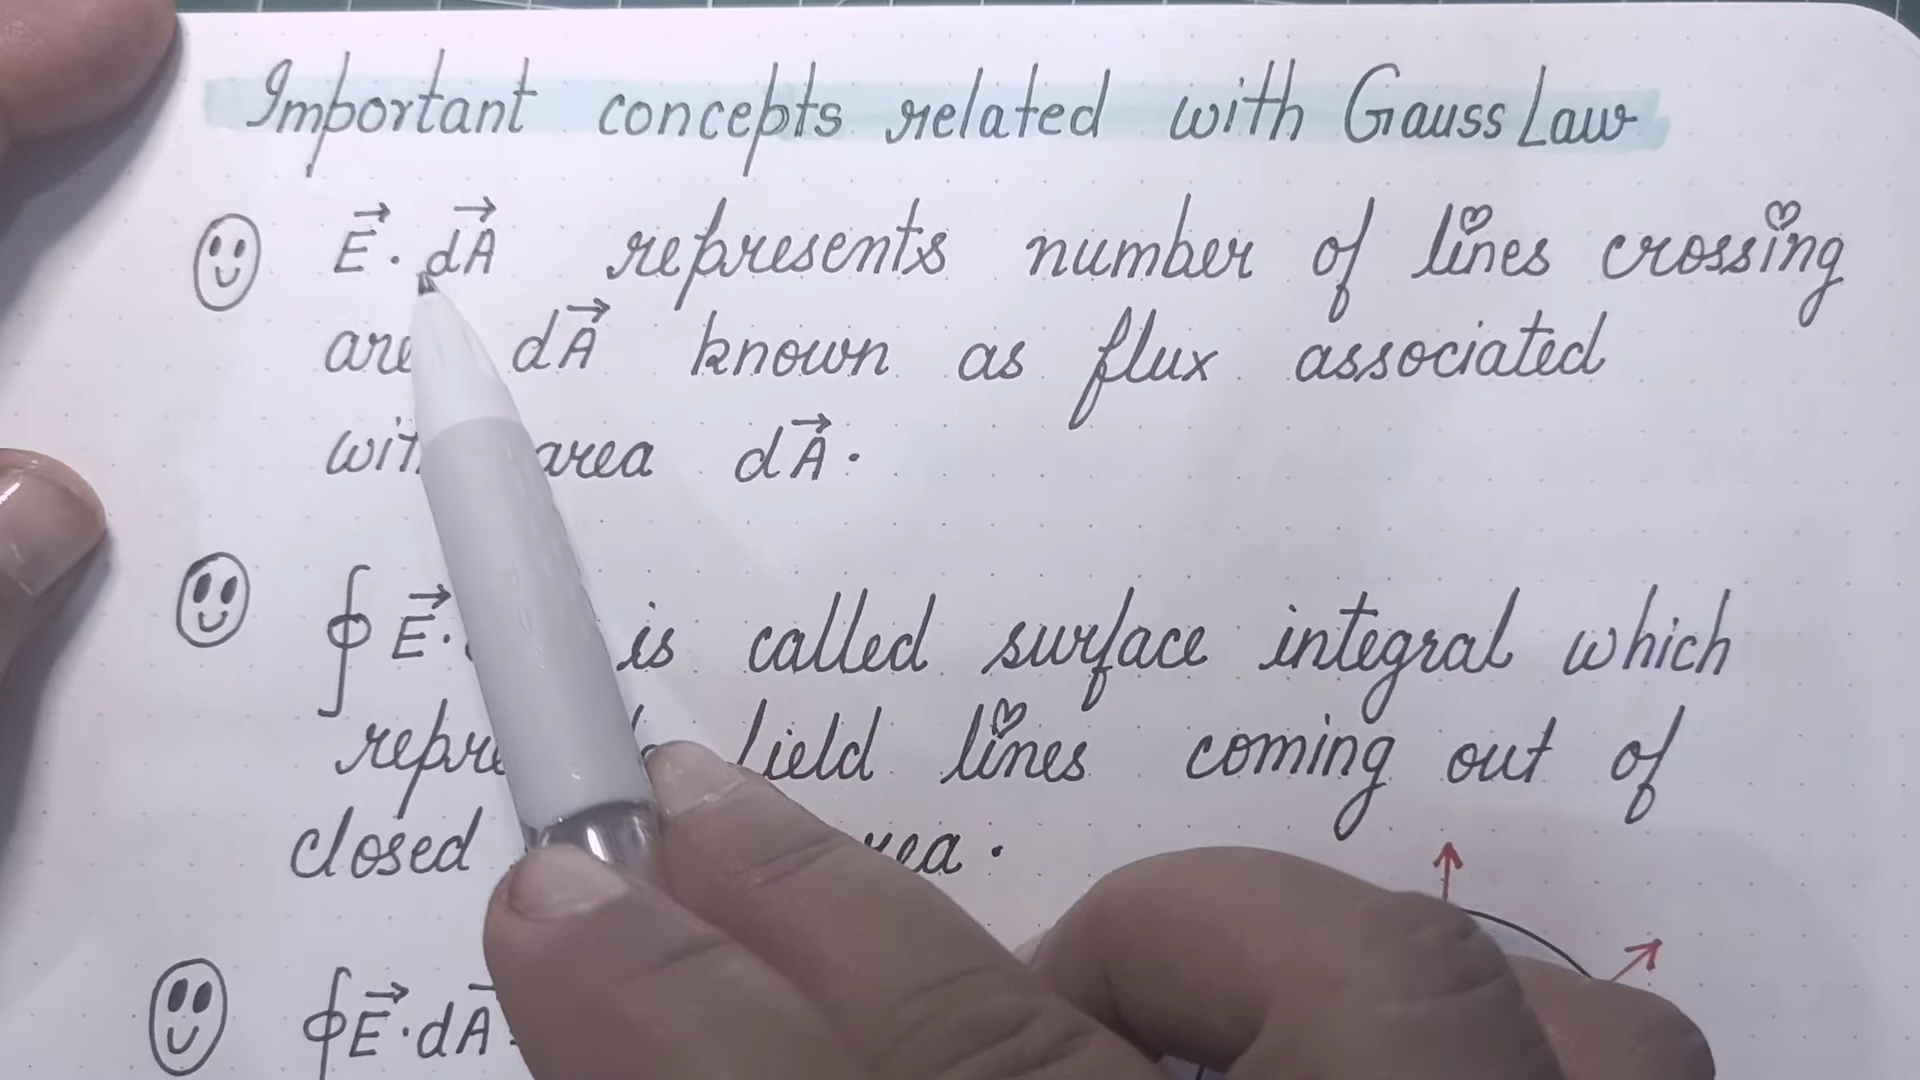 Important concepts related with Gauss Law
E⃗ · dA⃗ represents number of lines crossing
dA⃗ known as flux associated
area dA⃗ .
∮ E⃗ · is called surface integral which
lines coming out of
closed
∮ E⃗ · dA⃗